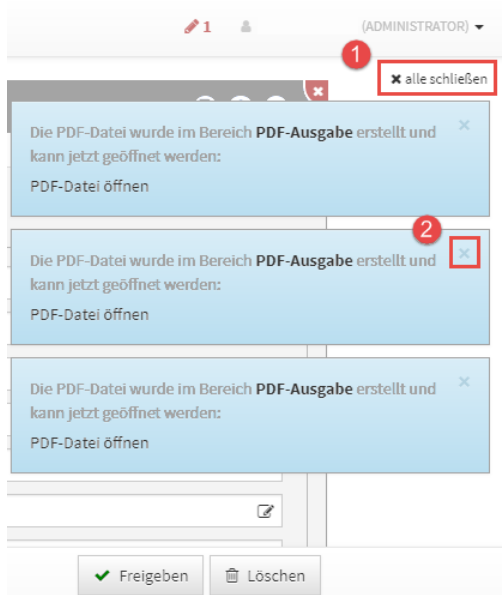 1
(ADMINISTRATOR)
1
alle schließen
Die PDF-Datei wurde im Bereich PDF-Ausgabe erstellt und
kann jetzt geöffnet werden:
PDF-Datei öffnen
2
Die PDF-Datei wurde im Bereich PDF-Ausgabe erstellt und
kann jetzt geöffnet werden:
PDF-Datei öffnen
Die PDF-Datei wurde im Bereich PDF-Ausgabe erstellt und
kann jetzt geöffnet werden:
PDF-Datei öffnen
Freigeben
Löschen